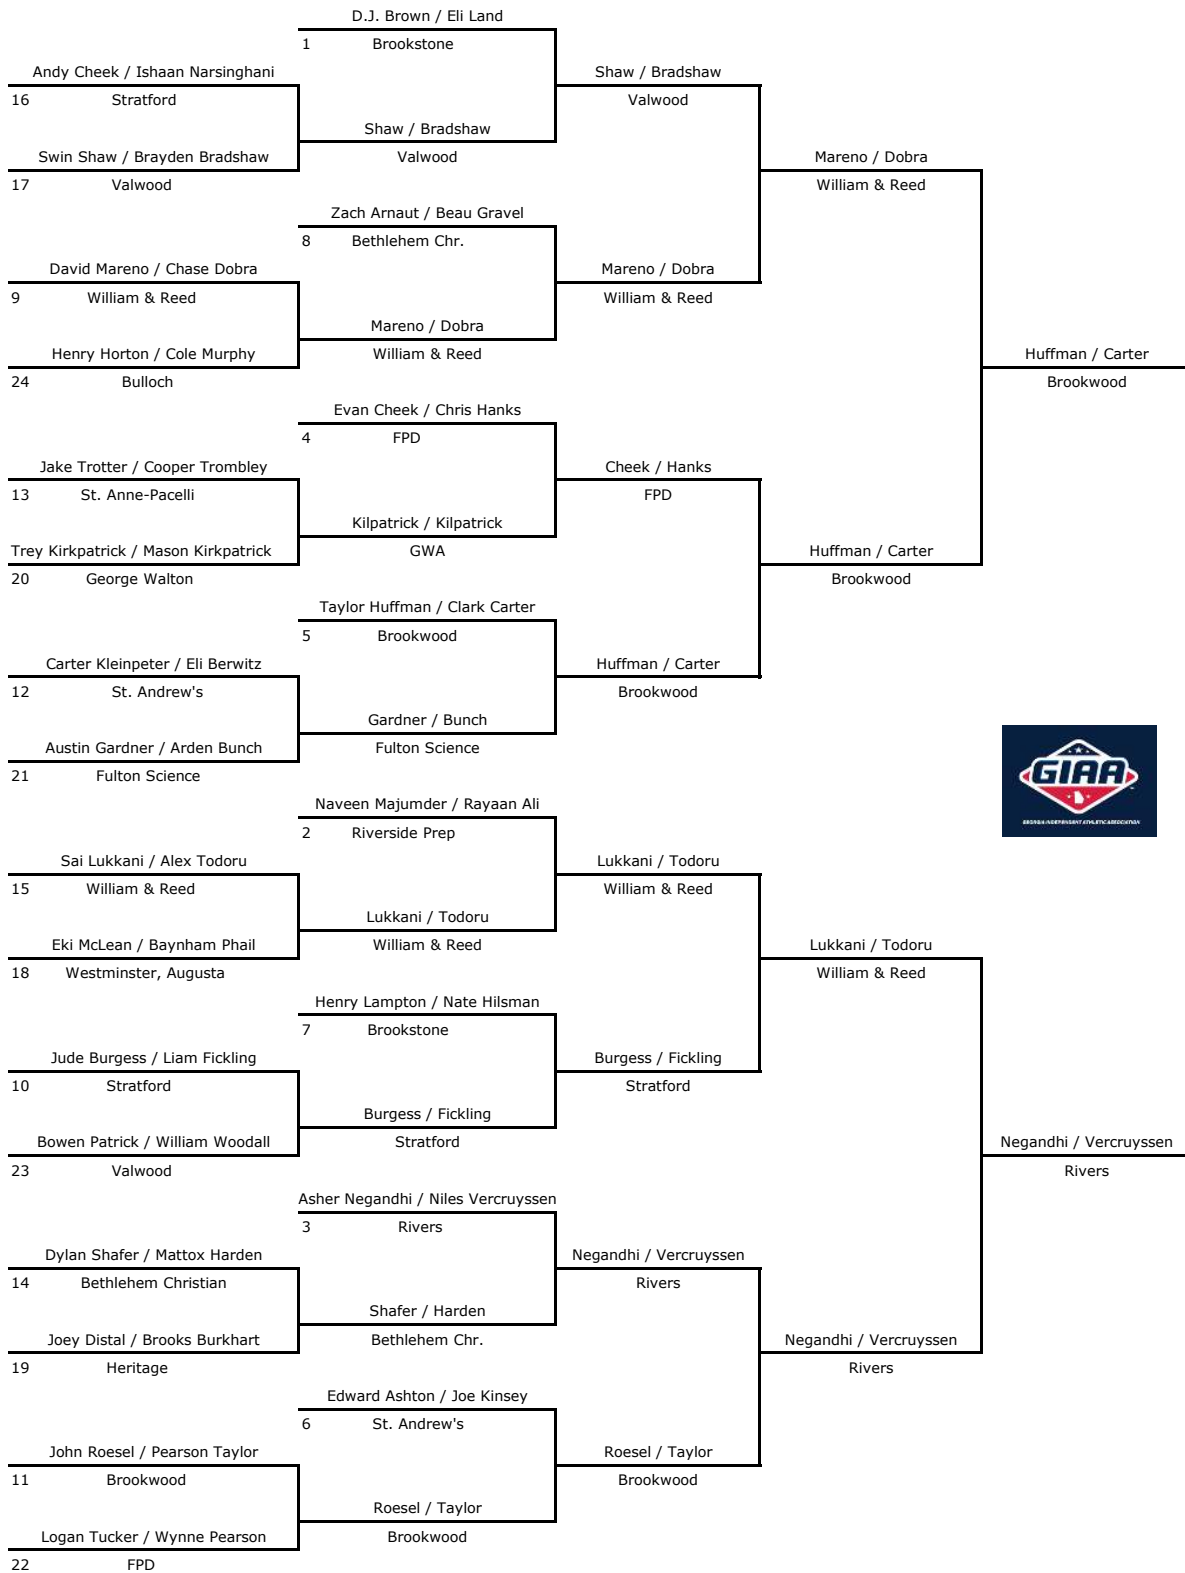 D.J. Brown / Eli Land
1 Brookstone
Andy Cheek / Ishaan Narsinghani
Shaw / Bradshaw
16 Stratford
Valwood
Shaw / Bradshaw
Swin Shaw / Brayden Bradshaw
Valwood
Mareno / Dobra
17 Valwood
William & Reed
Zach Arnaut / Beau Gravel
8 Bethlehem Chr.
David Mareno / Chase Dobra
Mareno / Dobra
9 William & Reed
William & Reed
Mareno / Dobra
Henry Horton / Cole Murphy
William & Reed
Huffman / Carter
24 Bulloch
Brookwood
Evan Cheek / Chris Hanks
4 FPD
Jake Trotter / Cooper Trombley
Cheek / Hanks
13 St. Anne-Pacelli
FPD
Kilpatrick / Kilpatrick
Trey Kirkpatrick / Mason Kirkpatrick
GWA
Huffman / Carter
20 George Walton
Brookwood
Taylor Huffman / Clark Carter
5 Brookwood
Carter Kleinpeter / Eli Berwitz
Huffman / Carter
12 St. Andrew's
Brookwood
Gardner / Bunch
Austin Gardner / Arden Bunch
Fulton Science
21 Fulton Science
GIAA
GEORGIA INDEPENDENT ATHLETIC ASSOCIATION
Naveen Majumder / Rayaan Ali
2 Riverside Prep
Sai Lukkani / Alex Todoru
Lukkani / Todoru
15 William & Reed
William & Reed
Lukkani / Todoru
Eki McLean / Baynham Phail
William & Reed
Lukkani / Todoru
18 Westminster, Augusta
William & Reed
Henry Lampton / Nate Hilsman
7 Brookstone
Jude Burgess / Liam Fickling
Burgess / Fickling
10 Stratford
Stratford
Burgess / Fickling
Bowen Patrick / William Woodall
Stratford
Negandhi / Vercruyssen
23 Valwood
Rivers
Asher Negandhi / Niles Vercruyssen
3 Rivers
Dylan Shafer / Mattox Harden
Negandhi / Vercruyssen
14 Bethlehem Christian
Rivers
Shafer / Harden
Joey Distal / Brooks Burkhart
Bethlehem Chr.
Negandhi / Vercruyssen
19 Heritage
Rivers
Edward Ashton / Joe Kinsey
6 St. Andrew's
John Roesel / Pearson Taylor
Roesel / Taylor
11 Brookwood
Brookwood
Roesel / Taylor
Logan Tucker / Wynne Pearson
Brookwood
22 FPD